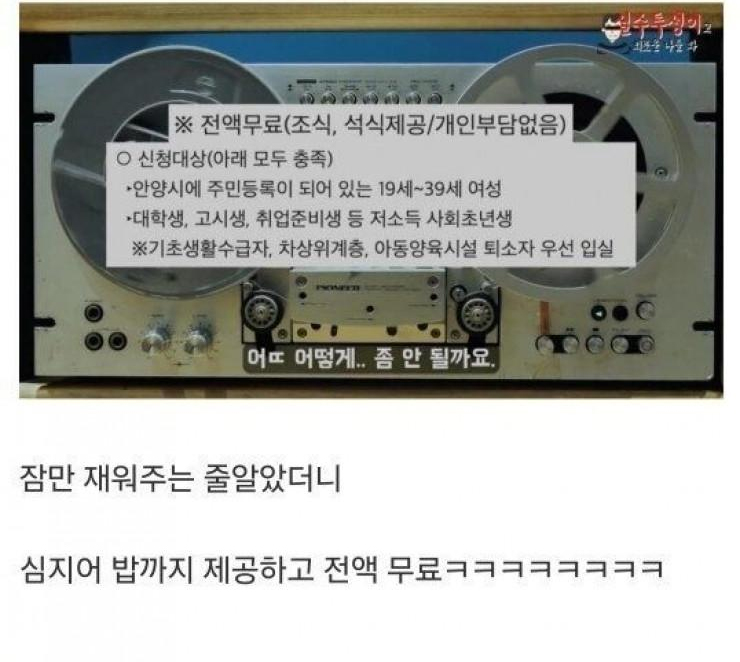 실수투성이고
※ 전액무료(조식, 석식제공/개인부담없음)
○ 신청대상(아래 모두 충족)
‣안양시에 주민등록이 되어 있는 19세~39세 여성
‣대학생, 고시생, 취업준비생 등 저소득 사회초년생
※기초생활수급자, 차상위계층, 아동양육시설 퇴소자 우선 입실
PIONEER
어ㄸ 어떻게.. 좀 안 될까요.
잠만 재워주는 줄알았더니
심지어 밥까지 제공하고 전액 무료ㅋㅋㅋㅋㅋㅋㅋㅋ